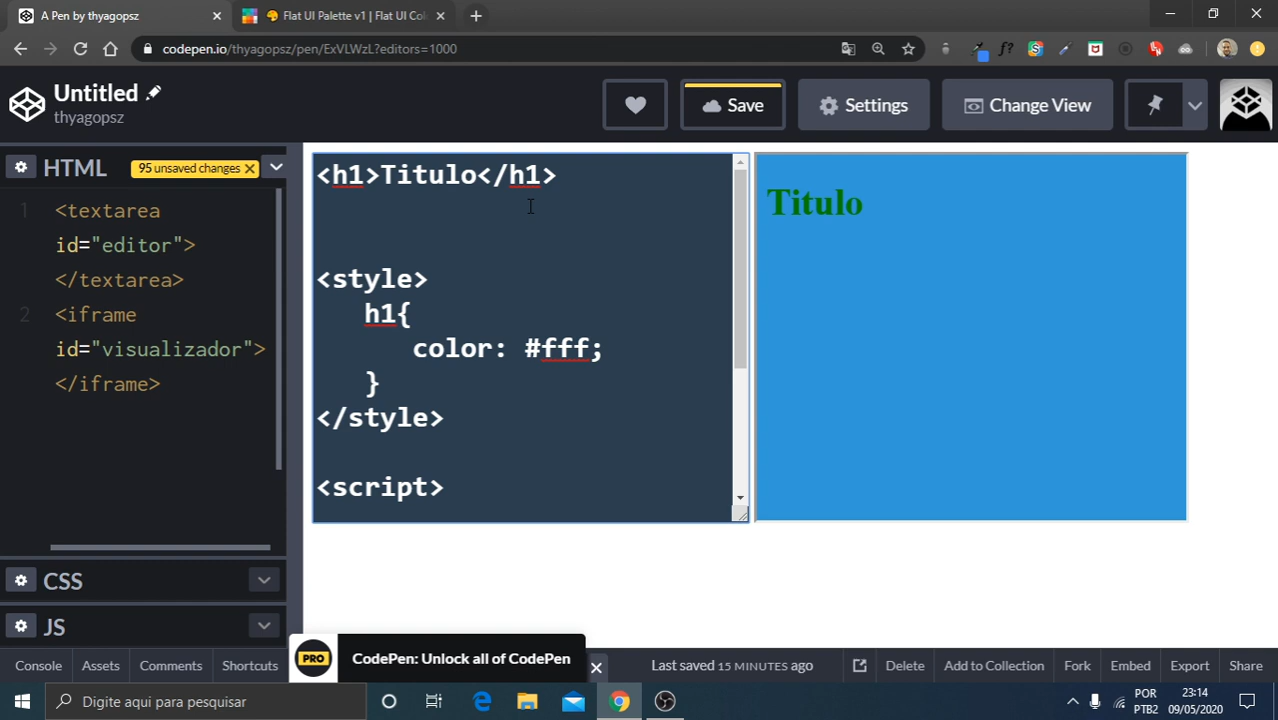 A Pen by thyagopsz
Flat UI Palette v1 | Flat UI Colo
codepen.io/thyagopsz/pen/ExVLWzL?editors=1000
f?
Untitled
thyagopsz
Save
Settings
Change View
HTML
95 unsaved changes
1 <textarea
id="editor">
</textarea>
2 <iframe
id="visualizador">
</iframe>
CSS
JS
<h1>Titulo</h1>
<style>
h1{
color: #fff;
}
</style>
<script>
Titulo
PRO
CodePen: Unlock all of CodePen
Console
Assets
Comments
Shortcuts
Last saved 15 MINUTES ago
Delete
Add to Collection
Fork
Embed
Export
Share
Digite aqui para pesquisar
POR
PTB2
23:14
09/05/2020